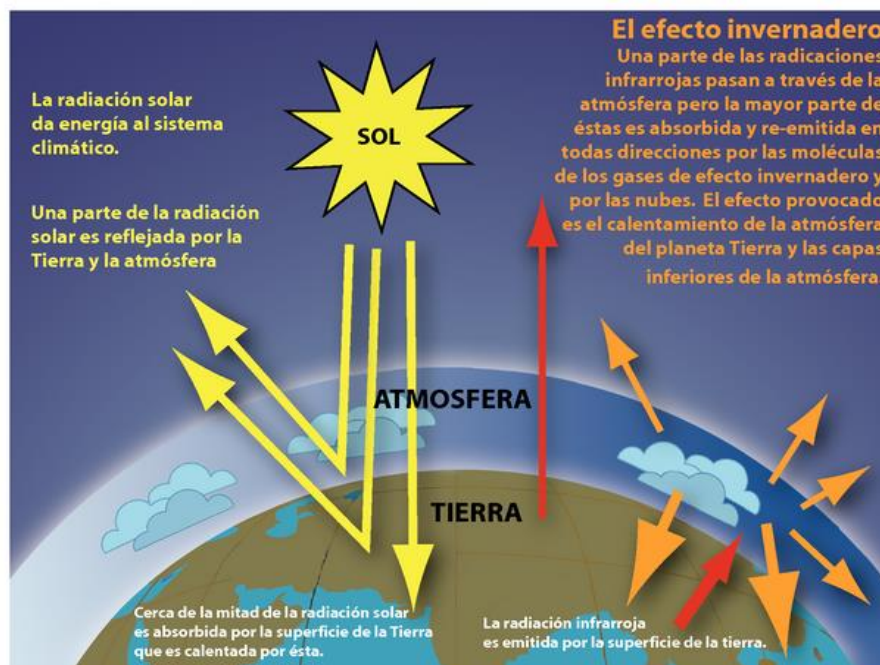 El efecto invernadero
Una parte de las radicaciones
infrarrojas pasan a través de la
atmósfera pero la mayor parte de
éstas es absorbida y re-emitida en
todas direcciones por las moléculas
de los gases de efecto invernadero y
por las nubes. El efecto provocado
es el calentamiento de la atmósfera
del planeta Tierra y las capas
inferiores de la atmósfera.
La radiación solar
da energía al sistema
climático.
SOL
Una parte de la radiación
solar es reflejada por la
Tierra y la atmósfera
ATMOSFERA
TIERRA
Cerca de la mitad de la radiación solar
es absorbida por la superficie de la Tierra
que es calentada por ésta.
La radiación infrarroja
es emitida por la superficie de la tierra.